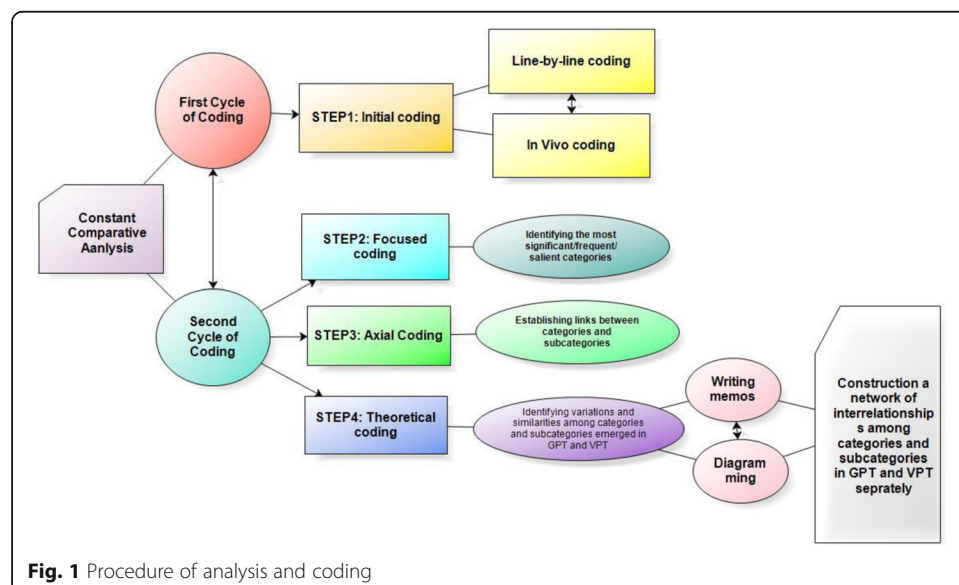 First Cycle
of Coding
STEP1: Initial coding
Line-by-line coding
In Vivo coding
Constant
Comparative
Aanlysis
STEP2: Focused
coding
Identifying the most
significant/frequent/
salient categories
Second
Cycle of
Coding
STEP3: Axial Coding
Establishing links between
categories and
subcategories
STEP4: Theoretical
coding
Identifying variations and
similarities among categories
and subcategories emerged in
GPT and VPT
Writing
memos
Diagram
ming
Construction a
network of
interrelationship
s among
categories and
subcategories
in GPT and VPT
seprately
Fig. 1 Procedure of analysis and coding